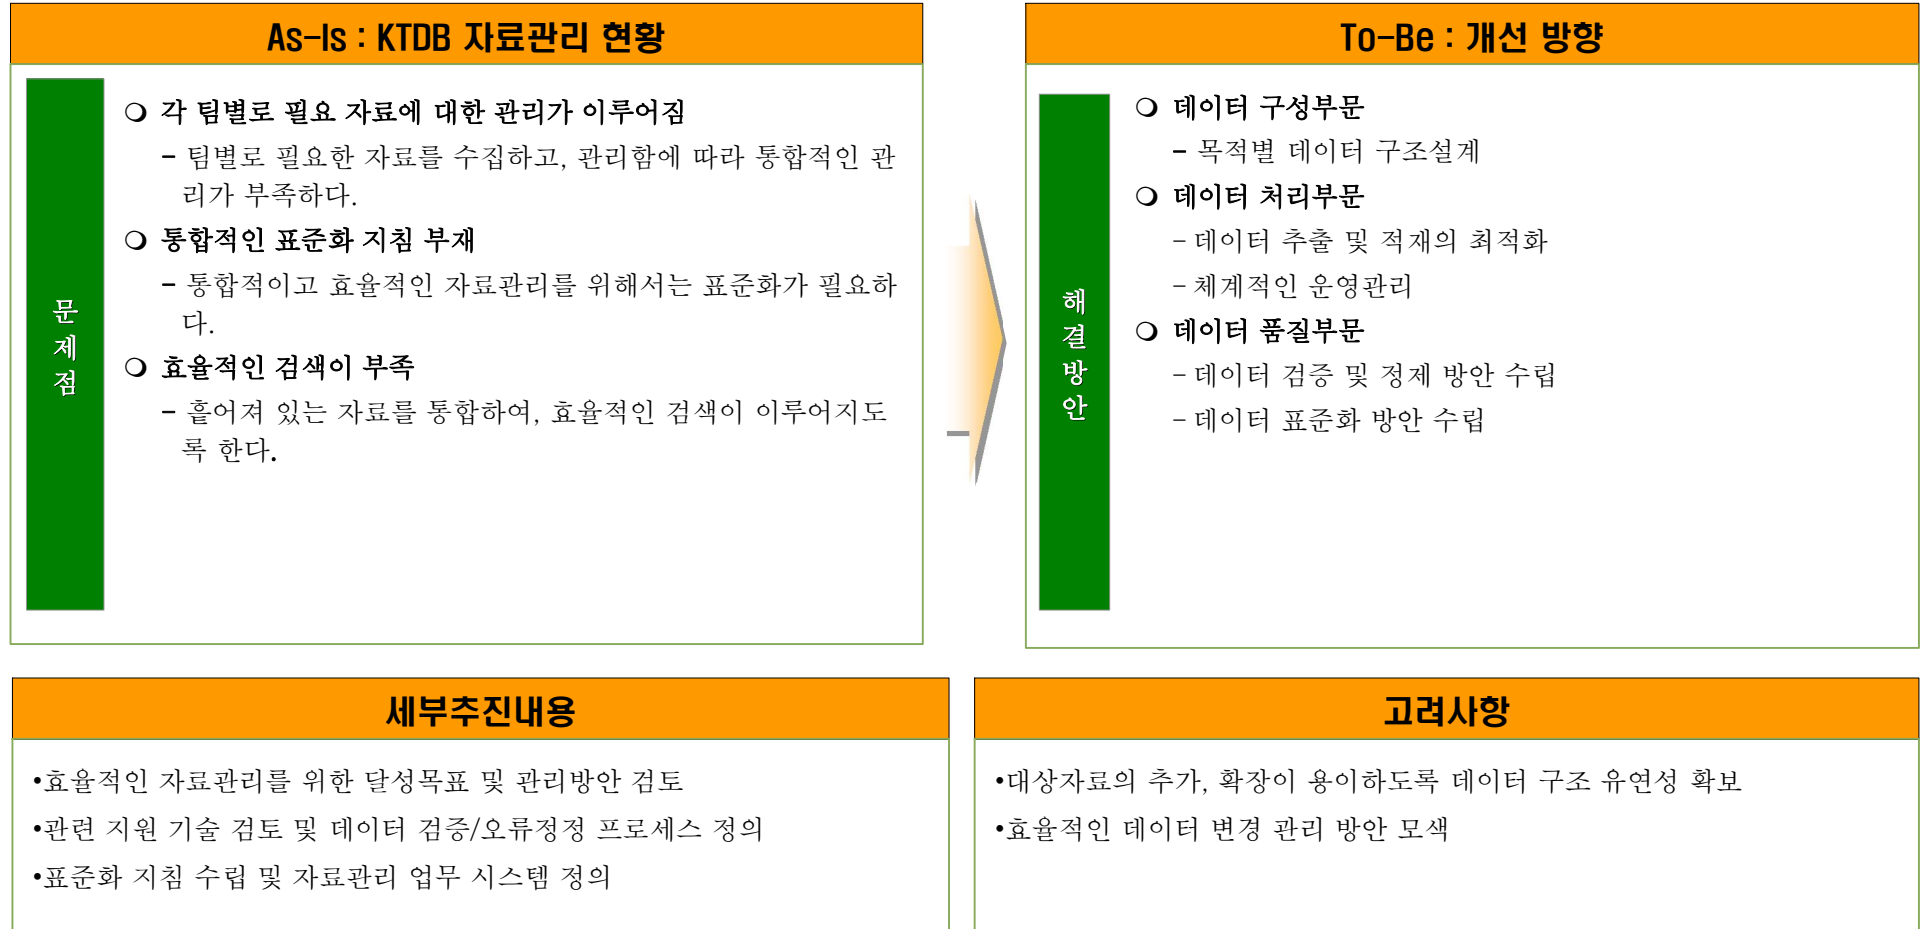 As-Is : KTDB 자료관리 현황
문
제
점
❍ 각 팀별로 필요 자료에 대한 관리가 이루어짐
- 팀별로 필요한 자료를 수집하고, 관리함에 따라 통합적인 관
리가 부족하다.
❍ 통합적인 표준화 지침 부재
- 통합적이고 효율적인 자료관리를 위해서는 표준화가 필요하
다.
❍ 효율적인 검색이 부족
- 흩어져 있는 자료를 통합하여, 효율적인 검색이 이루어지도
록 한다.
To-Be : 개선 방향
해
결
방
안
❍ 데이터 구성부문
- 목적별 데이터 구조설계
❍ 데이터 처리부문
- 데이터 추출 및 적재의 최적화
- 체계적인 운영관리
❍ 데이터 품질부문
- 데이터 검증 및 정제 방안 수립
- 데이터 표준화 방안 수립
세부추진내용
•효율적인 자료관리를 위한 달성목표 및 관리방안 검토
•관련 지원 기술 검토 및 데이터 검증/오류정정 프로세스 정의
•표준화 지침 수립 및 자료관리 업무 시스템 정의
고려사항
•대상자료의 추가, 확장이 용이하도록 데이터 구조 유연성 확보
•효율적인 데이터 변경 관리 방안 모색